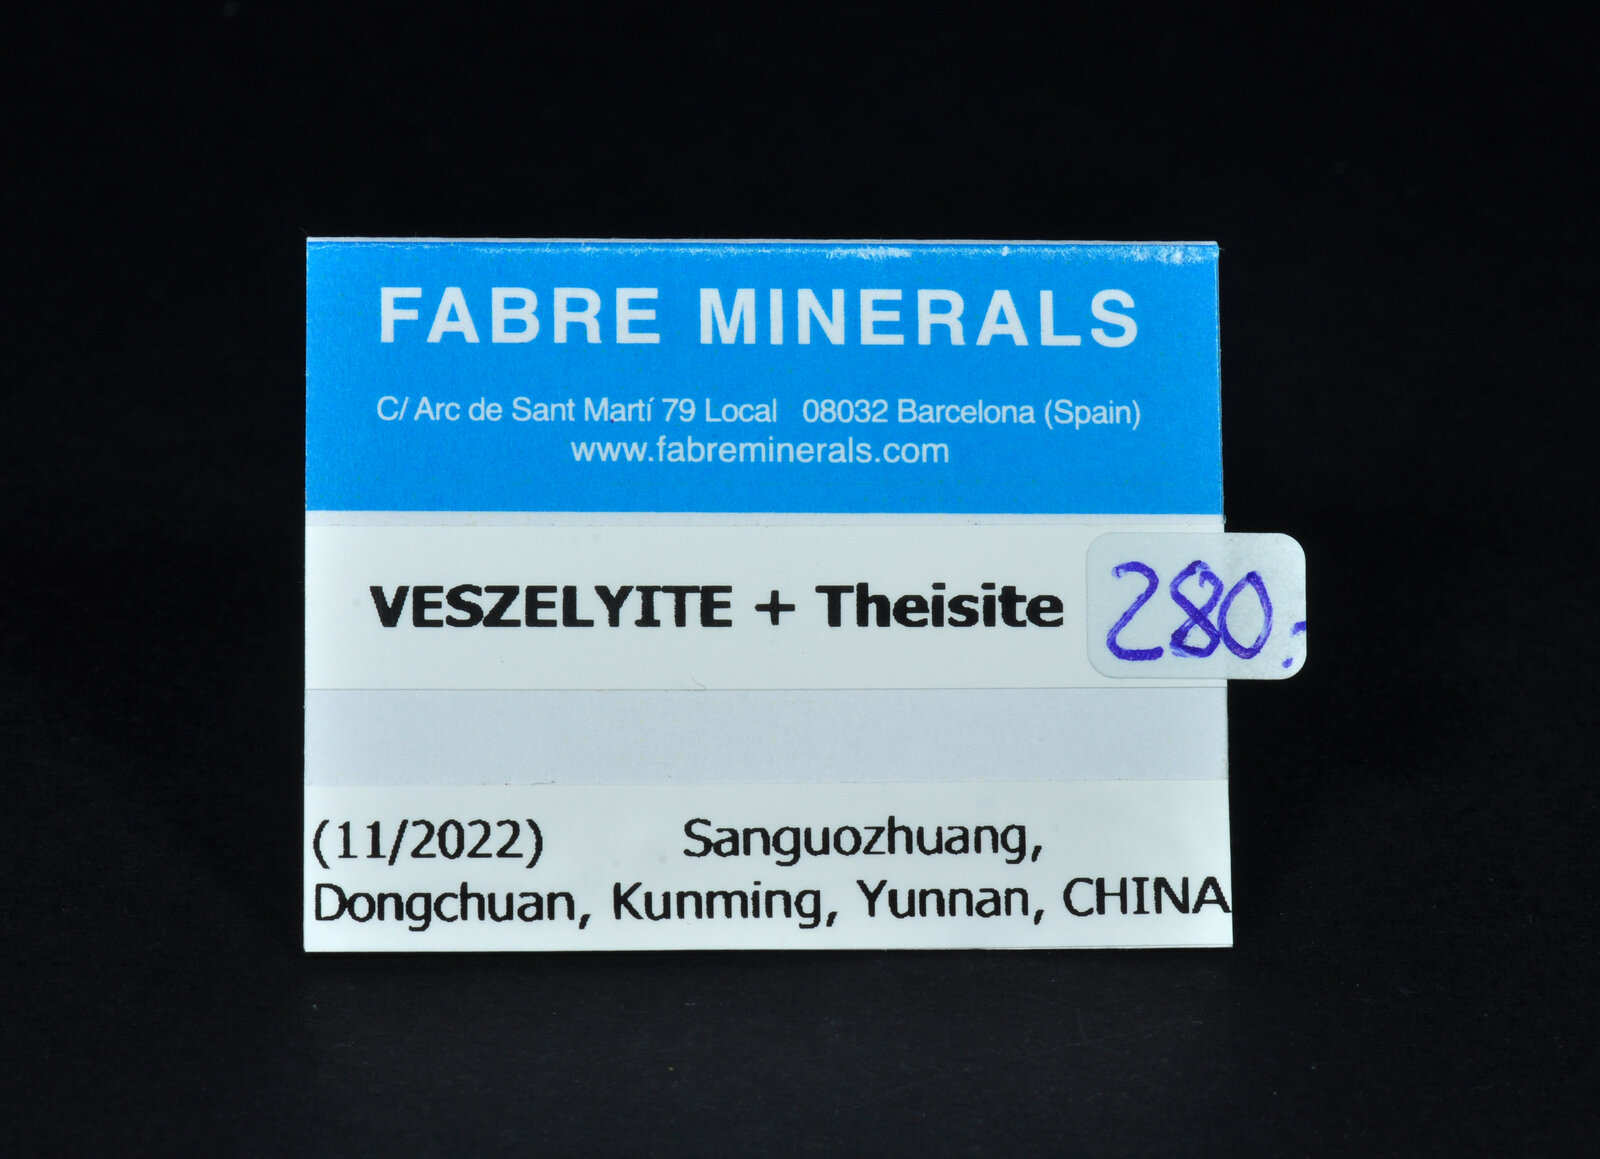 FABRE MINERALS
C/ Arc de Sant Martí 79 Local 08032 Barcelona (Spain)
www.fabreminerals.com
VESZELYITE + Theisite
280.-
(11/2022) Sanguozhuang,
Dongchuan, Kunming, Yunnan, CHINA